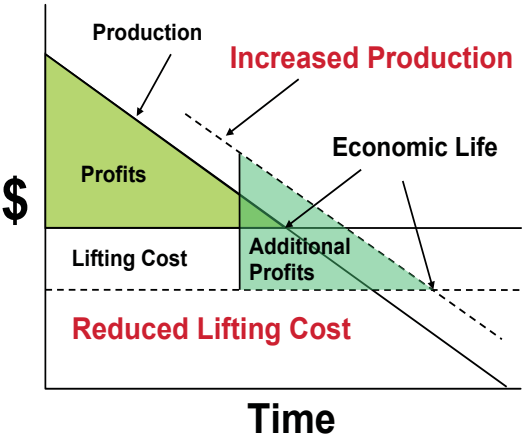 Production
Increased Production
Economic Life
Profits
$
Lifting Cost
Additional
Profits
Reduced Lifting Cost
Time